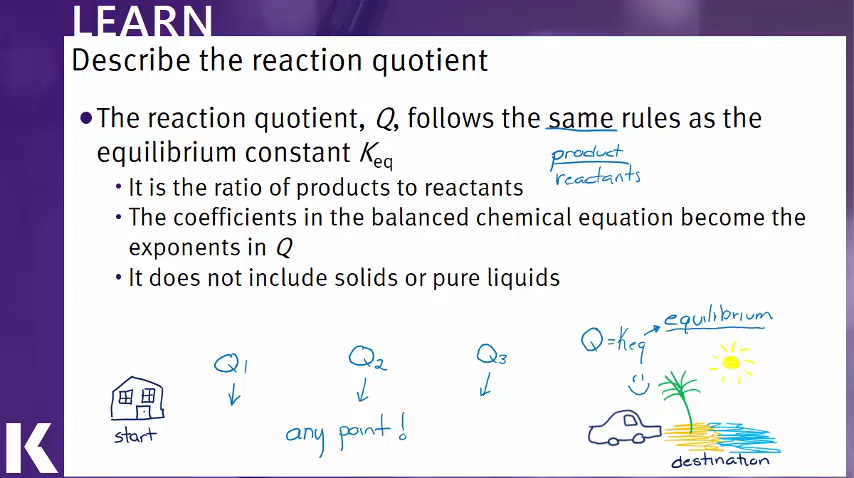 LEARN
Describe the reaction quotient
•The reaction quotient, Q, follows the same rules as the
equilibrium constant Keq
product
reactants
• It is the ratio of products to reactants
• The coefficients in the balanced chemical equation become the
exponents in Q
• It does not include solids or pure liquids
equilibrium
Q=Keq
Q1
Q2
Q3
any point!
start
destination
K